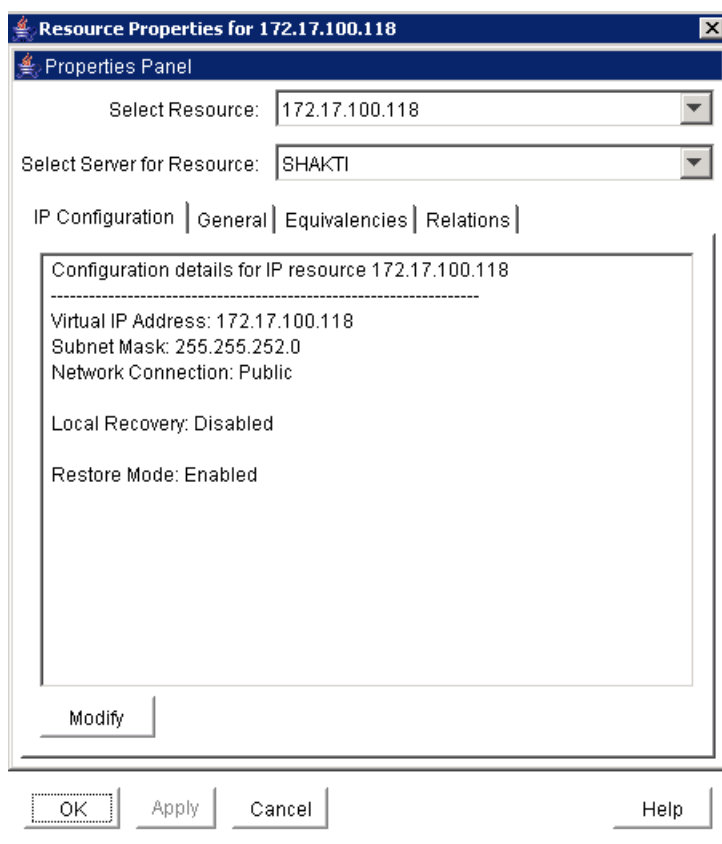 Resource Properties for 172.17.100.118
Properties Panel
Select Resource: 172.17.100.118
Select Server for Resource: SHAKTI
IP Configuration General Equivalencies Relations
Configuration details for IP resource 172.17.100.118
-------------------------------------------------------------------
Virtual IP Address: 172.17.100.118
Subnet Mask: 255.255.252.0
Network Connection: Public
Local Recovery: Disabled
Restore Mode: Enabled
Modify
OK Apply Cancel Help